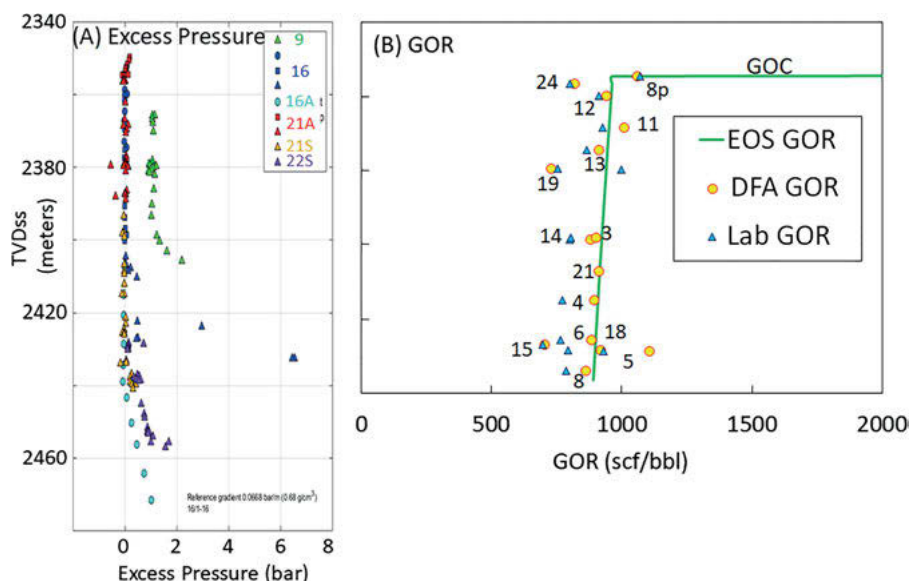 (A) Excess Pressure
2340
2380
2420
2460
TVDss
(meters)
9
16
16A
21A
21S
22S
Reference gradient 0.0668 bar/m (0.68 g/cm³)
16/1-16
0 2 4 6 8
Excess Pressure (bar)
(B) GOR
GOC
24
8p
12
11
13
19
3
14
21
4
6
18
15
5
8
EOS GOR
DFA GOR
Lab GOR
0 500 1000 1500 2000
GOR (scf/bbl)